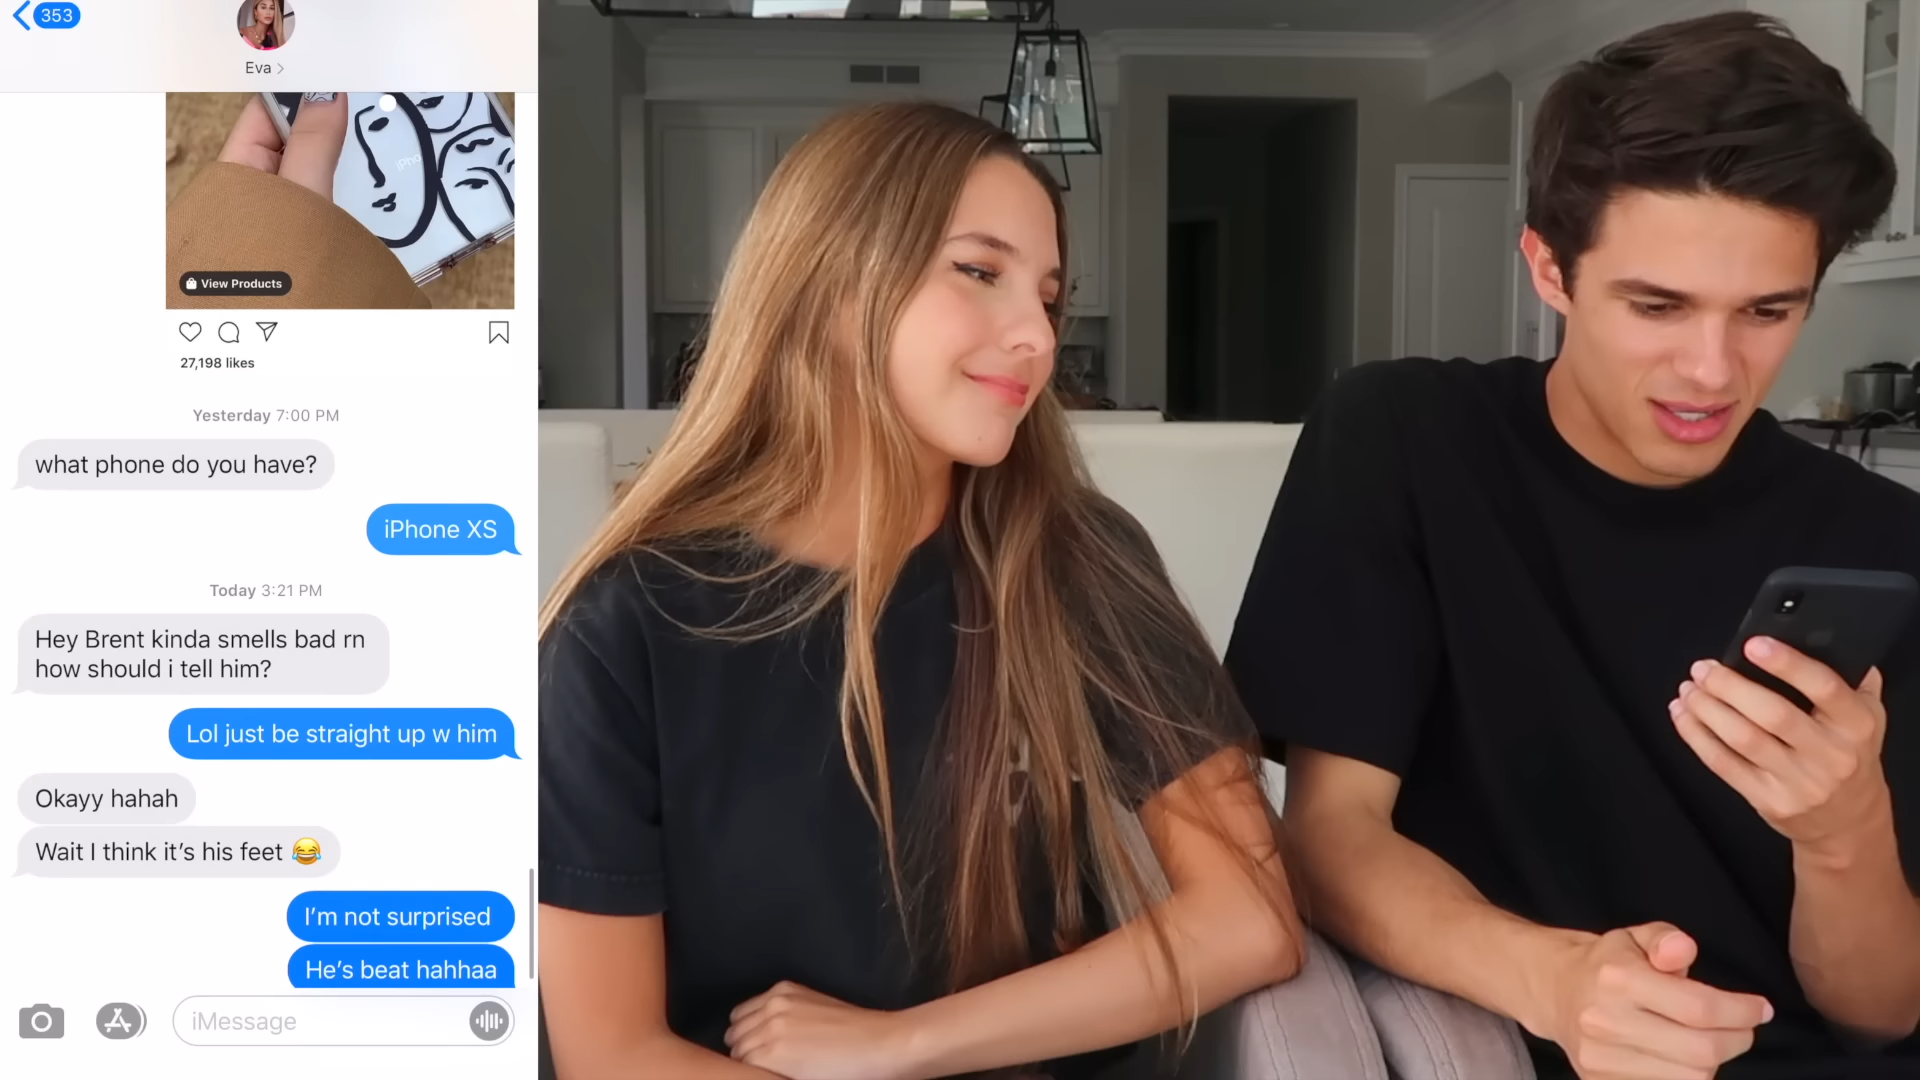 353
Eva
View Products
27,198 likes
Yesterday 7:00 PM
what phone do you have?
iPhone XS
Today 3:21 PM
Hey Brent kinda smells bad rn
how should i tell him?
Lol just be straight up w him
Okayy hahah
Wait I think it's his feet 😂
I'm not surprised
He's beat hahhaa
iMessage